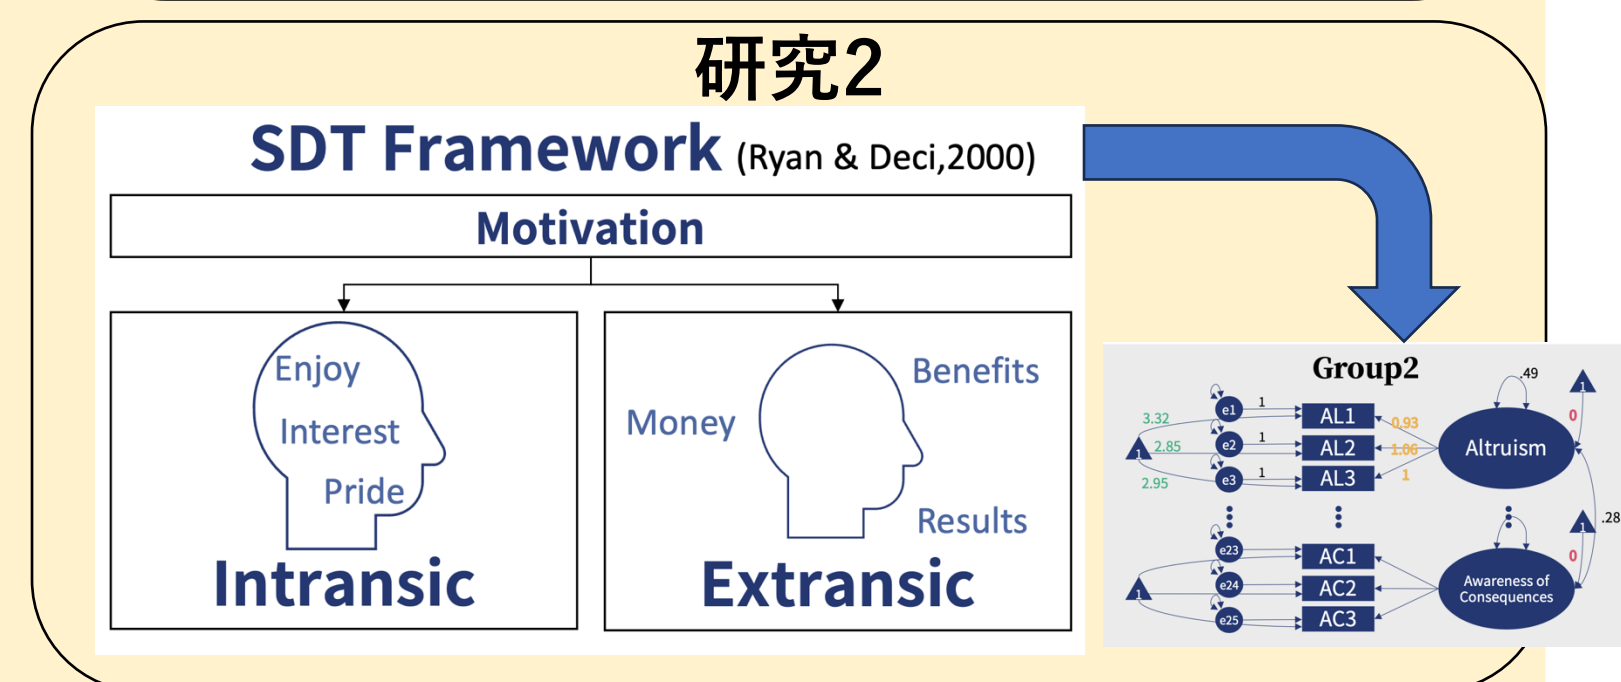 研究2
SDT Framework (Ryan & Deci,2000)
Motivation
Enjoy
Interest
Pride
Intransic
Money
Benefits
Results
Extransic
Group2
.49
1
0
3.32
e1
1
AL1
0.93
1
2.85
e2
1
AL2
1.06
Altruism
2.95
e3
1
AL3
1
.28
1
0
e23
AC1
1
e24
AC2
Awareness of
Consequences
e25
AC3